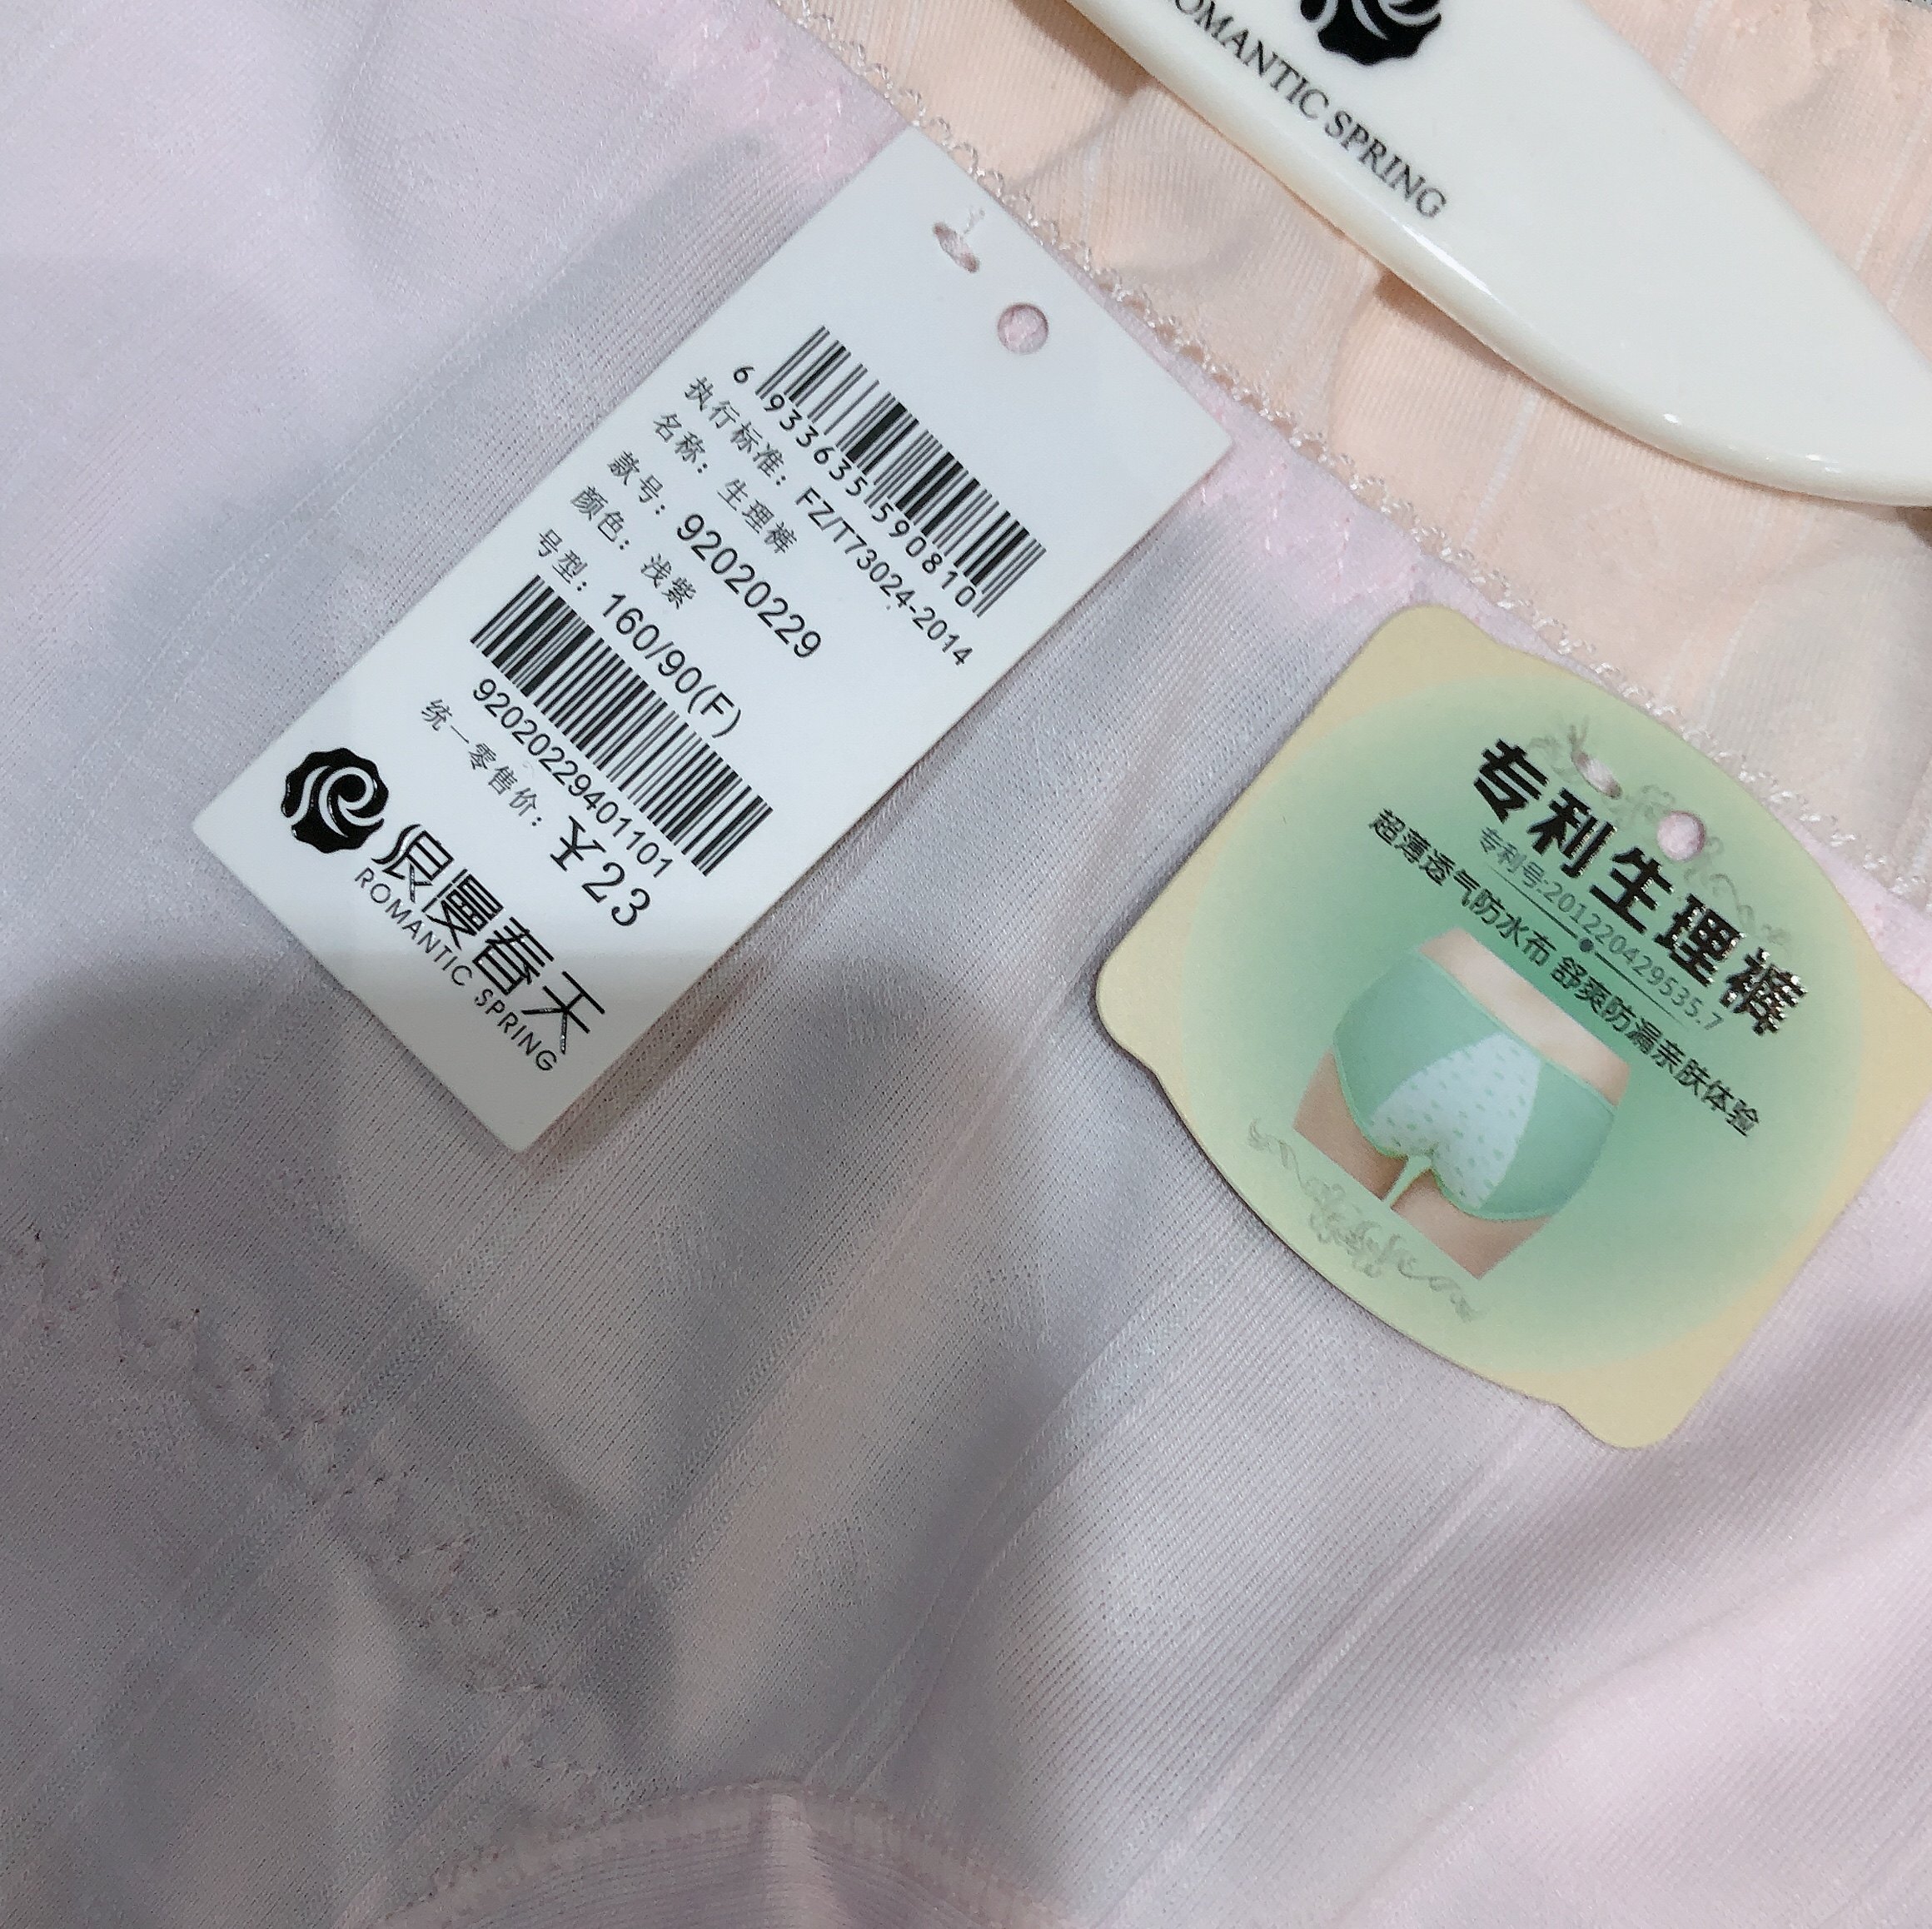 ROMANTIC SPRING
6 933635 590810
执行标准: FZ/T73024-2014
名称: 生理裤
款号: 92020229
颜色: 浅紫
号型: 160/90(F)
92020229401101
统一零售价: ¥23
浪漫春天
ROMANTIC SPRING
专利生理裤
专利号:201220429535.7
超薄透气防水布 舒爽防漏亲肤体验